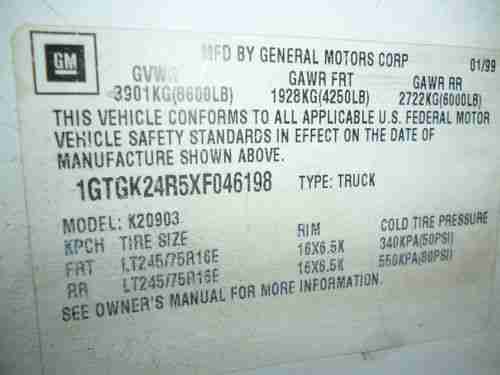 GM
MFD BY GENERAL MOTORS CORP 01/99
GVWR GAWR FRT GAWR RR
3901KG(8600LB) 1928KG(4250LB) 2722KG(6000LB)
THIS VEHICLE CONFORMS TO ALL APPLICABLE U.S. FEDERAL MOTOR
VEHICLE SAFETY STANDARDS IN EFFECT ON THE DATE OF
MANUFACTURE SHOWN ABOVE.
1GTGK24R5XF046198 TYPE: TRUCK
MODEL: K20903
KPCH TIRE SIZE RIM COLD TIRE PRESSURE
FRT LT245/75R16E 16X6.5K 340KPA(50PSI)
RR LT245/75R16E 16X6.5K 550KPA(80PSI)
SEE OWNER'S MANUAL FOR MORE INFORMATION.